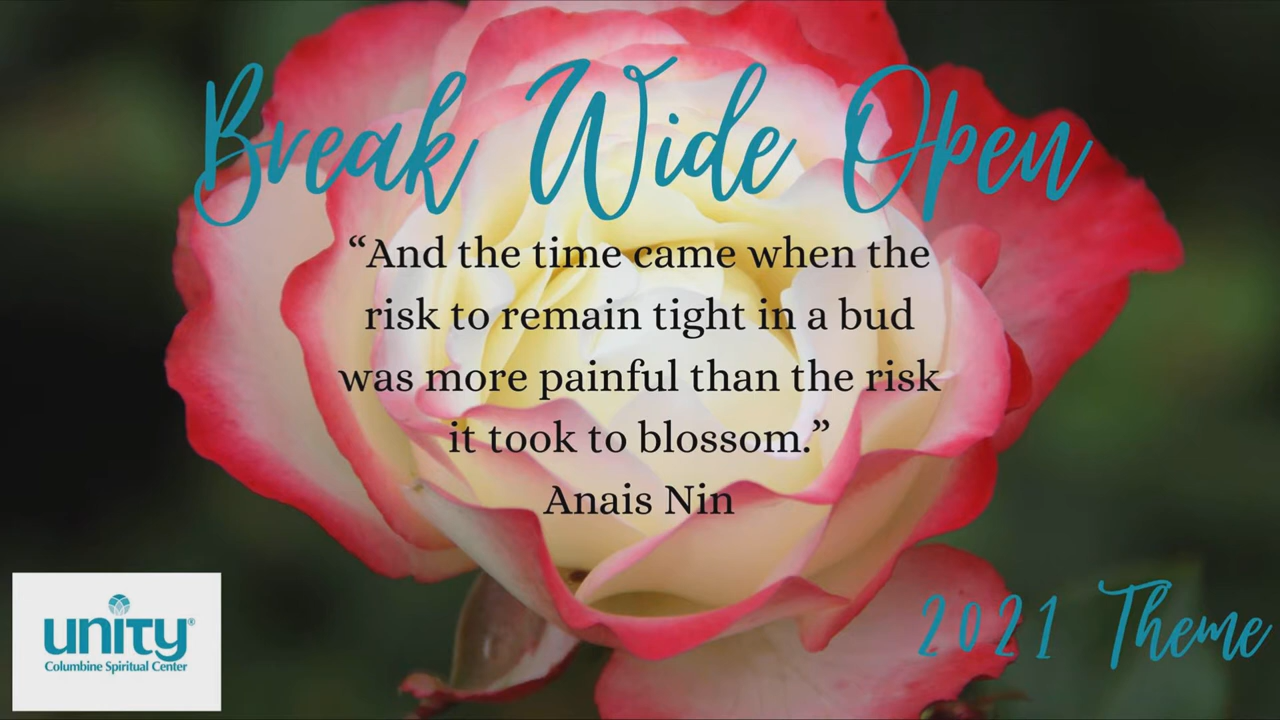 Break Wide Open
“And the time came when the
risk to remain tight in a bud
was more painful than the risk
it took to blossom.”
Anais Nin
2021 Theme
unity®
Columbine Spiritual Center